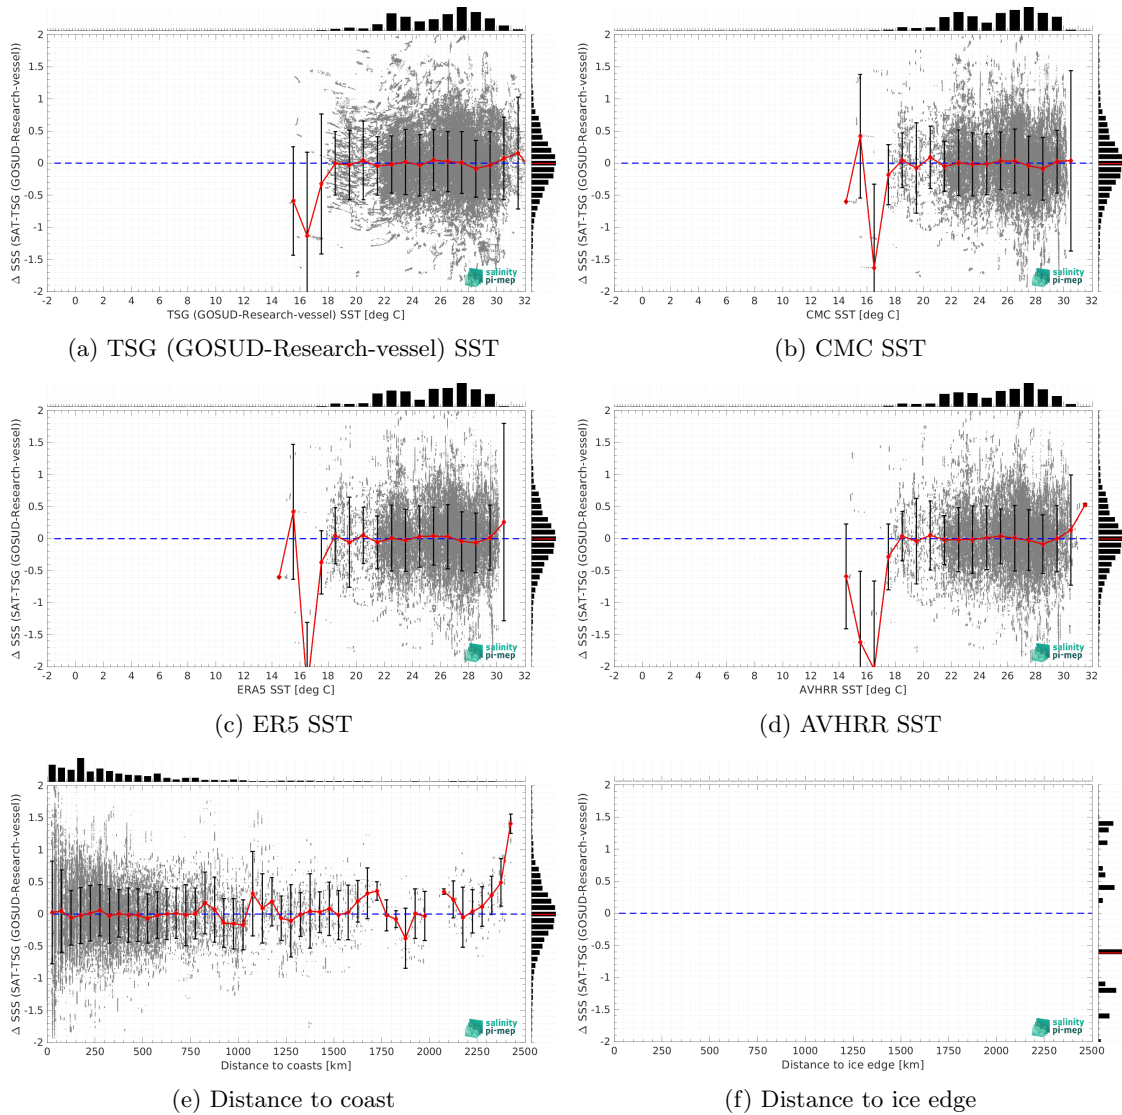 2
1.5
1
0.5
0
-0.5
-1
-1.5
-2
Δ SSS (SAT-TSG (GOSUD-Research-vessel))
salinity
pi-mep
-2 0 2 4 6 8 10 12 14 16 18 20 22 24 26 28 30 32
TSG (GOSUD-Research-vessel) SST [deg C]
(a) TSG (GOSUD-Research-vessel) SST
2
1.5
1
0.5
0
-0.5
-1
-1.5
-2
Δ SSS (SAT-TSG (GOSUD-Research-vessel))
salinity
pi-mep
-2 0 2 4 6 8 10 12 14 16 18 20 22 24 26 28 30 32
CMC SST [deg C]
(b) CMC SST
2
1.5
1
0.5
0
-0.5
-1
-1.5
-2
Δ SSS (SAT-TSG (GOSUD-Research-vessel))
salinity
pi-mep
-2 0 2 4 6 8 10 12 14 16 18 20 22 24 26 28 30 32
ERA5 SST [deg C]
(c) ER5 SST
2
1.5
1
0.5
0
-0.5
-1
-1.5
-2
Δ SSS (SAT-TSG (GOSUD-Research-vessel))
salinity
pi-mep
-2 0 2 4 6 8 10 12 14 16 18 20 22 24 26 28 30 32
AVHRR SST [deg C]
(d) AVHRR SST
2
1.5
1
0.5
0
-0.5
-1
-1.5
-2
Δ SSS (SAT-TSG (GOSUD-Research-vessel))
salinity
pi-mep
0 250 500 750 1000 1250 1500 1750 2000 2250 2500
Distance to coasts [km]
(e) Distance to coast
2
1.5
1
0.5
0
-0.5
-1
-1.5
-2
Δ SSS (SAT-TSG (GOSUD-Research-vessel))
salinity
pi-mep
0 250 500 750 1000 1250 1500 1750 2000 2250 2500
Distance to ice edge [km]
(f) Distance to ice edge